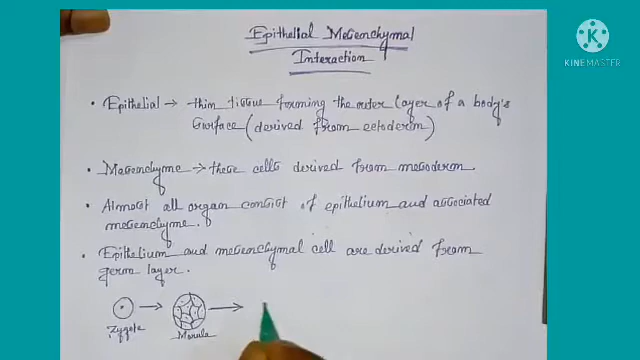 Epithelial Mesenchymal
Interaction
KINEMASTER
• Epithelial → thin tissue forming the outer layer of a body's
surface (derived from ectoderm)
• Mesenchyme → these cells derived from mesoderm.
• Almost all organ consist of epithelium and associated
mesenchyme.
• Epithelium and mesenchymal cell are derived from
germ layer.
Zygote → Morula →